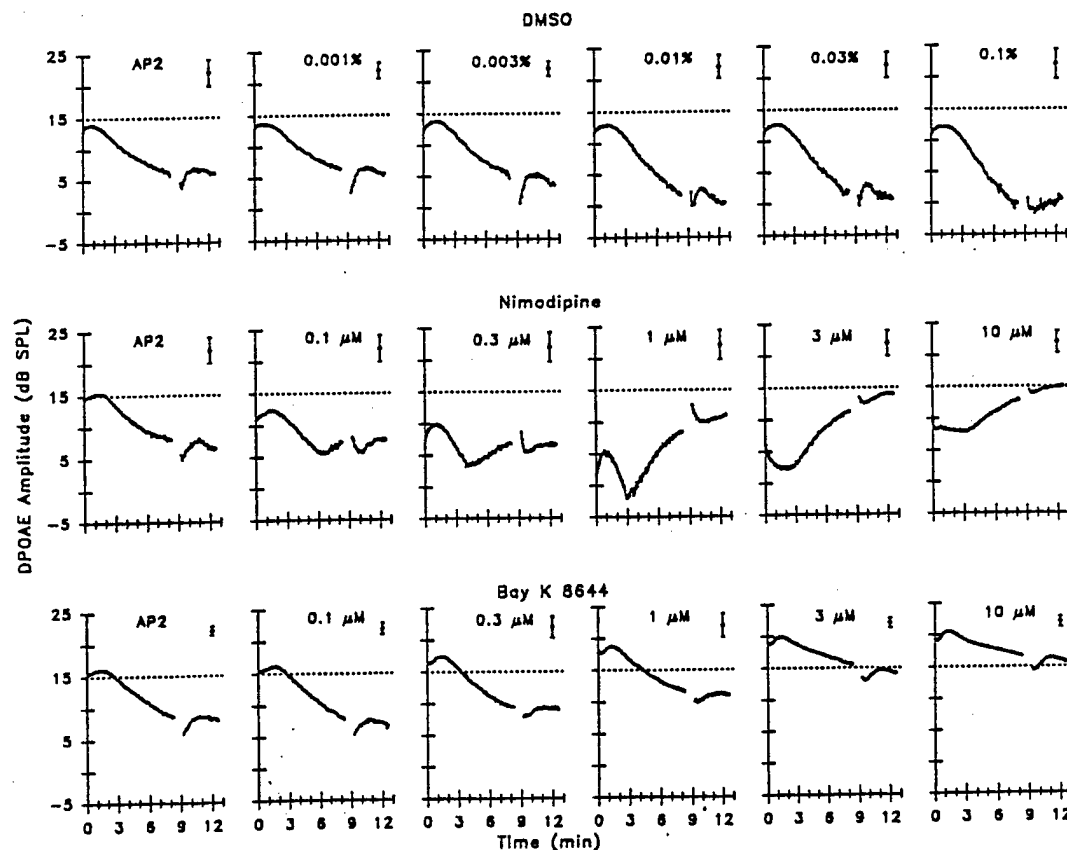 DMSO
AP2 0.001% 0.003% 0.01% 0.03% 0.1%
25
15
5
-5
Nimodipine
AP2 0.1 μM 0.3 μM 1 μM 3 μM 10 μM
25
15
5
-5
DPOAE Amplitude (dB SPL)
Bay K 8644
AP2 0.1 μM 0.3 μM 1 μM 3 μM 10 μM
25
15
5
-5
0 3 6 9 12 0 3 6 9 12 0 3 6 9 12 0 3 6 9 12 0 3 6 9 12 0 3 6 9 12
Time (min)